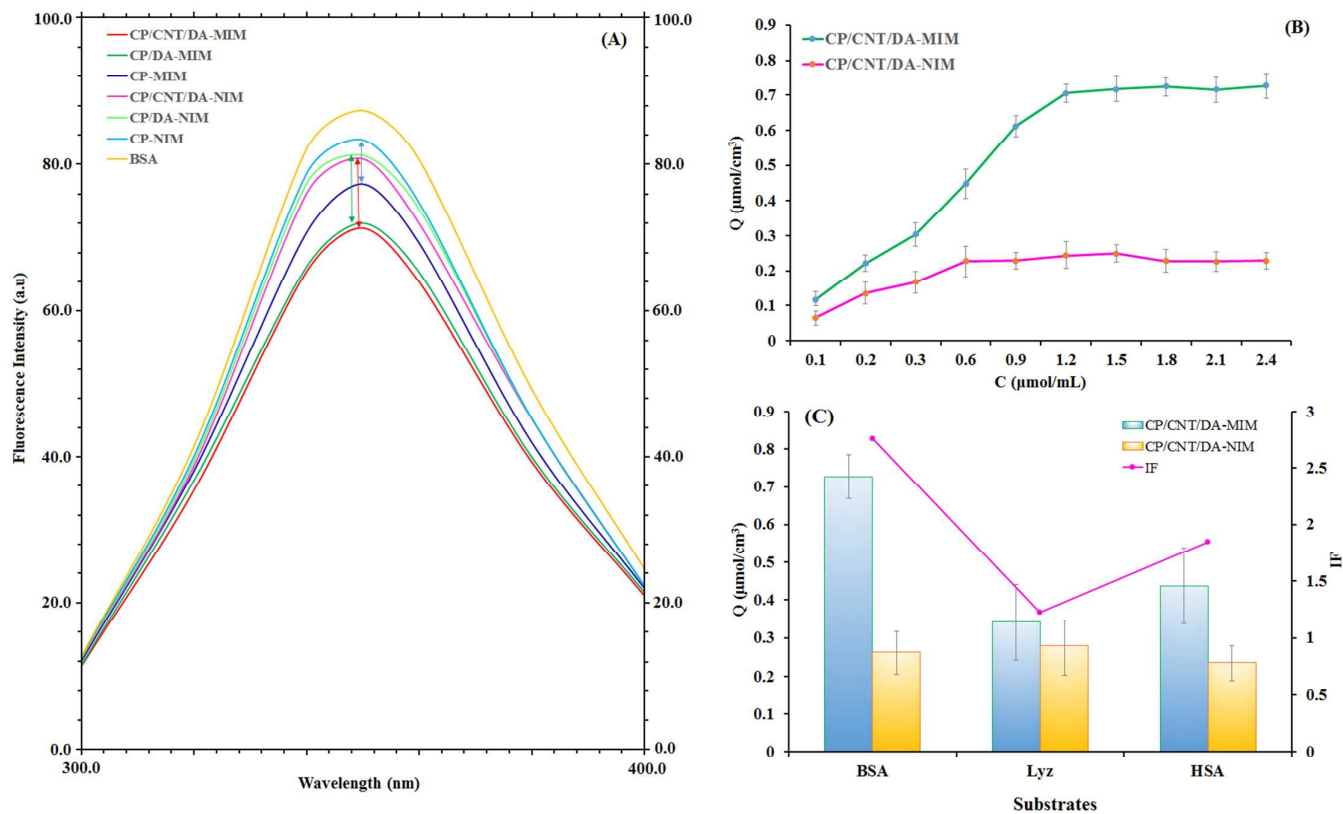 (A)
CP/CNT/DA-MIM
CP/DA-MIM
CP-MIM
CP/CNT/DA-NIM
CP/DA-NIM
CP-NIM
BSA
100.0
80.0
60.0
40.0
20.0
0.0
100.0
80.0
60.0
40.0
20.0
0.0
300.0
400.0
Fluorescence Intensity (a.u)
Wavelength (nm)
(B)
CP/CNT/DA-MIM
CP/CNT/DA-NIM
0.9
0.8
0.7
0.6
0.5
0.4
0.3
0.2
0.1
0
Q (µmol/cm³)
0.1 0.2 0.3 0.6 0.9 1.2 1.5 1.8 2.1 2.4
C (µmol/mL)
(C)
CP/CNT/DA-MIM
CP/CNT/DA-NIM
IF
0.9
0.8
0.7
0.6
0.5
0.4
0.3
0.2
0.1
0
Q (µmol/cm³)
3
2.5
2
1.5
1
0.5
0
IF
BSA Lyz HSA
Substrates